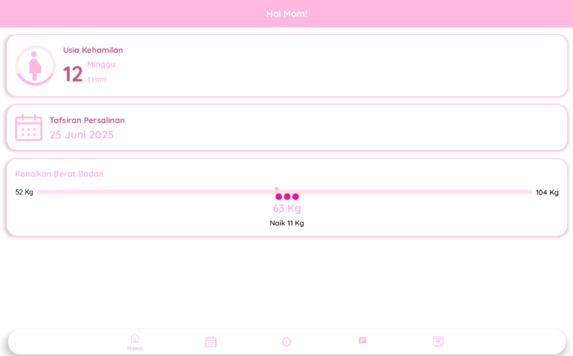 Hai Mom!
Usia Kehamilan
12
Minggu
1 Hari
Tafsiran Persalinan
25 Juni 2025
Kenaikan Berat Badan
52 Kg
104 Kg
63 Kg
Naik 11 Kg